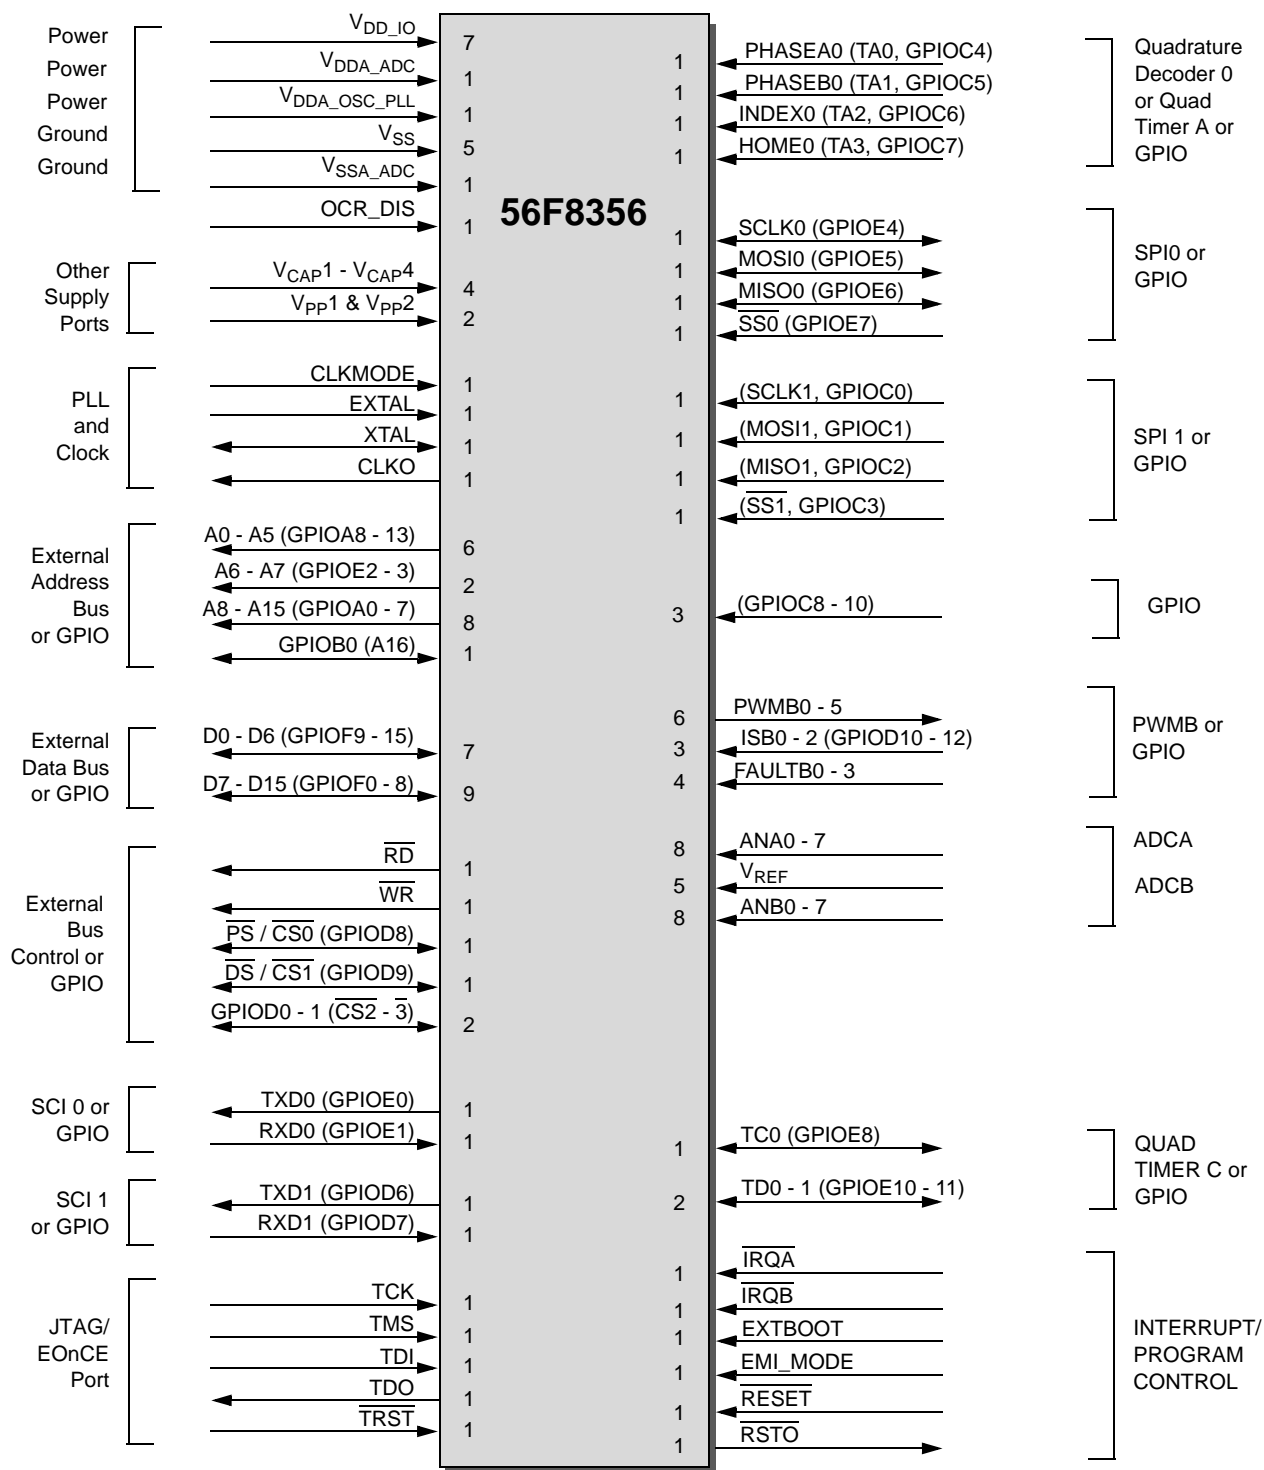 Power
Power
Power
Ground
Ground
VDD_IO
7
VDDA_ADC
1
VDDA_OSC_PLL
1
VSS
5
VSSA_ADC
1
OCR_DIS
1
Other
Supply
Ports
VCAP1 - VCAP4
4
VPP1 & VPP2
2
PLL
and
Clock
CLKMODE
1
EXTAL
1
XTAL
1
CLKO
1
External
Address
Bus
or GPIO
A0 - A5 (GPIOA8 - 13)
6
A6 - A7 (GPIOE2 - 3)
2
A8 - A15 (GPIOA0 - 7)
8
GPIOB0 (A16)
1
External
Data Bus
or GPIO
D0 - D6 (GPIOF9 - 15)
7
D7 - D15 (GPIOF0 - 8)
9
External
Bus
Control or
GPIO
RD
1
WR
1
PS / CS0 (GPIOD8)
1
DS / CS1 (GPIOD9)
1
GPIOD0 - 1 (CS2 - 3)
2
SCI 0 or
GPIO
TXD0 (GPIOE0)
1
RXD0 (GPIOE1)
1
SCI 1
or GPIO
TXD1 (GPIOD6)
1
RXD1 (GPIOD7)
1
JTAG/
EOnCE
Port
TCK
1
TMS
1
TDI
1
TDO
1
TRST
1
56F8356
1
PHASEA0 (TA0, GPIOC4)
1
PHASEB0 (TA1, GPIOC5)
1
INDEX0 (TA2, GPIOC6)
1
HOME0 (TA3, GPIOC7)
Quadrature
Decoder 0
or Quad
Timer A or
GPIO
1
SCLK0 (GPIOE4)
1
MOSI0 (GPIOE5)
1
MISO0 (GPIOE6)
1
SS0 (GPIOE7)
SPI0 or
GPIO
1
(SCLK1, GPIOC0)
1
(MOSI1, GPIOC1)
1
(MISO1, GPIOC2)
1
(SS1, GPIOC3)
SPI 1 or
GPIO
3
(GPIOC8 - 10)
GPIO
6
PWMB0 - 5
3
ISB0 - 2 (GPIOD10 - 12)
4
FAULTB0 - 3
PWMB or
GPIO
8
ANA0 - 7
5
VREF
8
ANB0 - 7
ADCA
ADCB
1
TC0 (GPIOE8)
2
TD0 - 1 (GPIOE10 - 11)
QUAD
TIMER C or
GPIO
1
IRQA
1
IRQB
1
EXTBOOT
1
EMI_MODE
1
RESET
1
RSTO
INTERRUPT/
PROGRAM
CONTROL